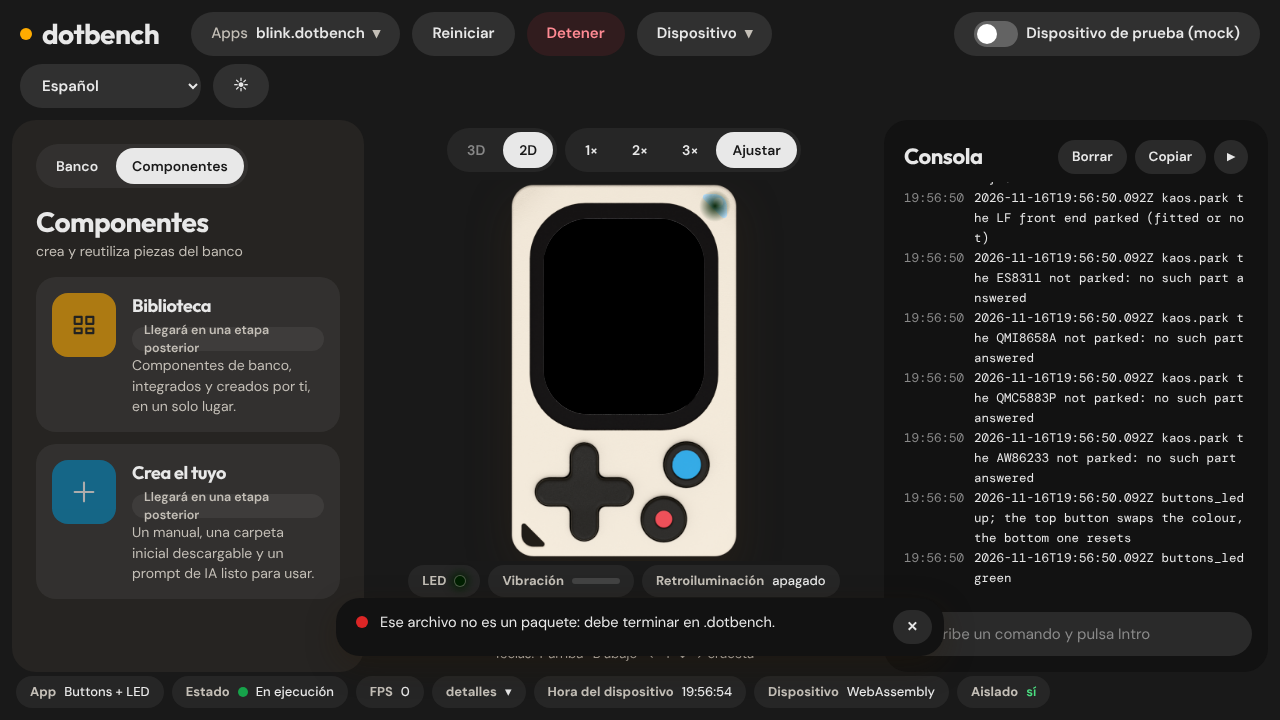 dotbench
Apps blink.dotbench ▾
Reiniciar
Detener
Dispositivo ▾
Dispositivo de prueba (mock)
Español
Banco
Componentes
Componentes
crea y reutiliza piezas del banco
Biblioteca
Llegará en una etapa
posterior
Componentes de banco,
integrados y creados por ti,
en un solo lugar.
Crea el tuyo
Llegará en una etapa
posterior
Un manual, una carpeta
inicial descargable y un
prompt de IA listo para usar.
3D
2D
1×
2×
3×
Ajustar
LED
Vibración
Retroiluminación apagado
Consola
Borrar
Copiar
19:56:50 2026-11-16T19:56:50.092Z kaos.park t
he LF front end parked (fitted or no
t)
19:56:50 2026-11-16T19:56:50.092Z kaos.park t
he ES8311 not parked: no such part a
nswered
19:56:50 2026-11-16T19:56:50.092Z kaos.park t
he QMI8658A not parked: no such part
answered
19:56:50 2026-11-16T19:56:50.092Z kaos.park t
he QMC5883P not parked: no such part
answered
19:56:50 2026-11-16T19:56:50.092Z kaos.park t
he AW86233 not parked: no such part
answered
19:56:50 2026-11-16T19:56:50.092Z buttons_led
up; the top button swaps the colour,
the bottom one resets
19:56:50 2026-11-16T19:56:50.092Z buttons_led
green
Ese archivo no es un paquete: debe terminar en .dotbench.
un comando y pulsa Intro
App Buttons + LED
Estado En ejecución
FPS 0
detalles ▾
Hora del dispositivo 19:56:54
Dispositivo WebAssembly
Aislado sí